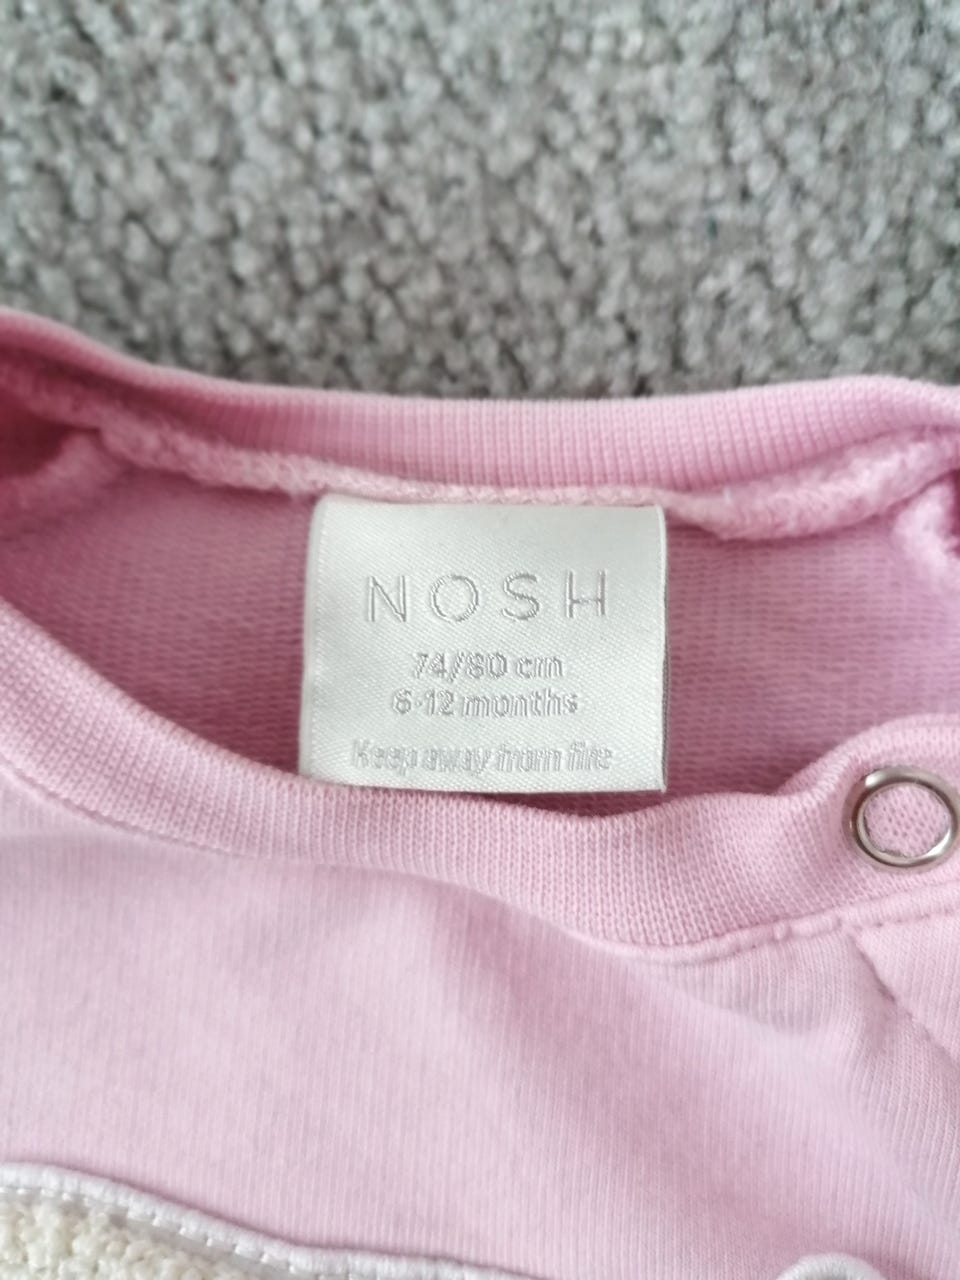 NOSH
74/80 cm
6-12 months
Keep away from fire